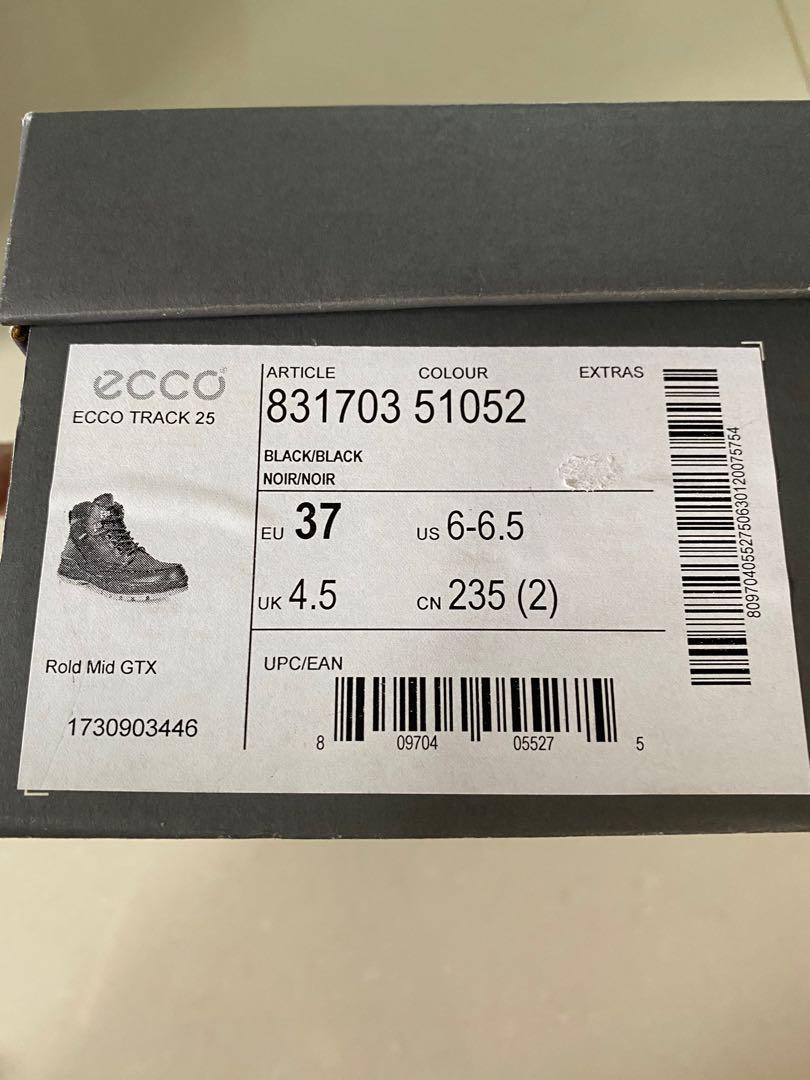 ecco®
ECCO TRACK 25
Rold Mid GTX
1730903446
ARTICLE COLOUR EXTRAS
831703 51052
BLACK/BLACK
NOIR/NOIR
EU 37 US 6-6.5
UK 4.5 CN 235 (2)
UPC/EAN
8 09704 05527 5
8097040552750630120075754